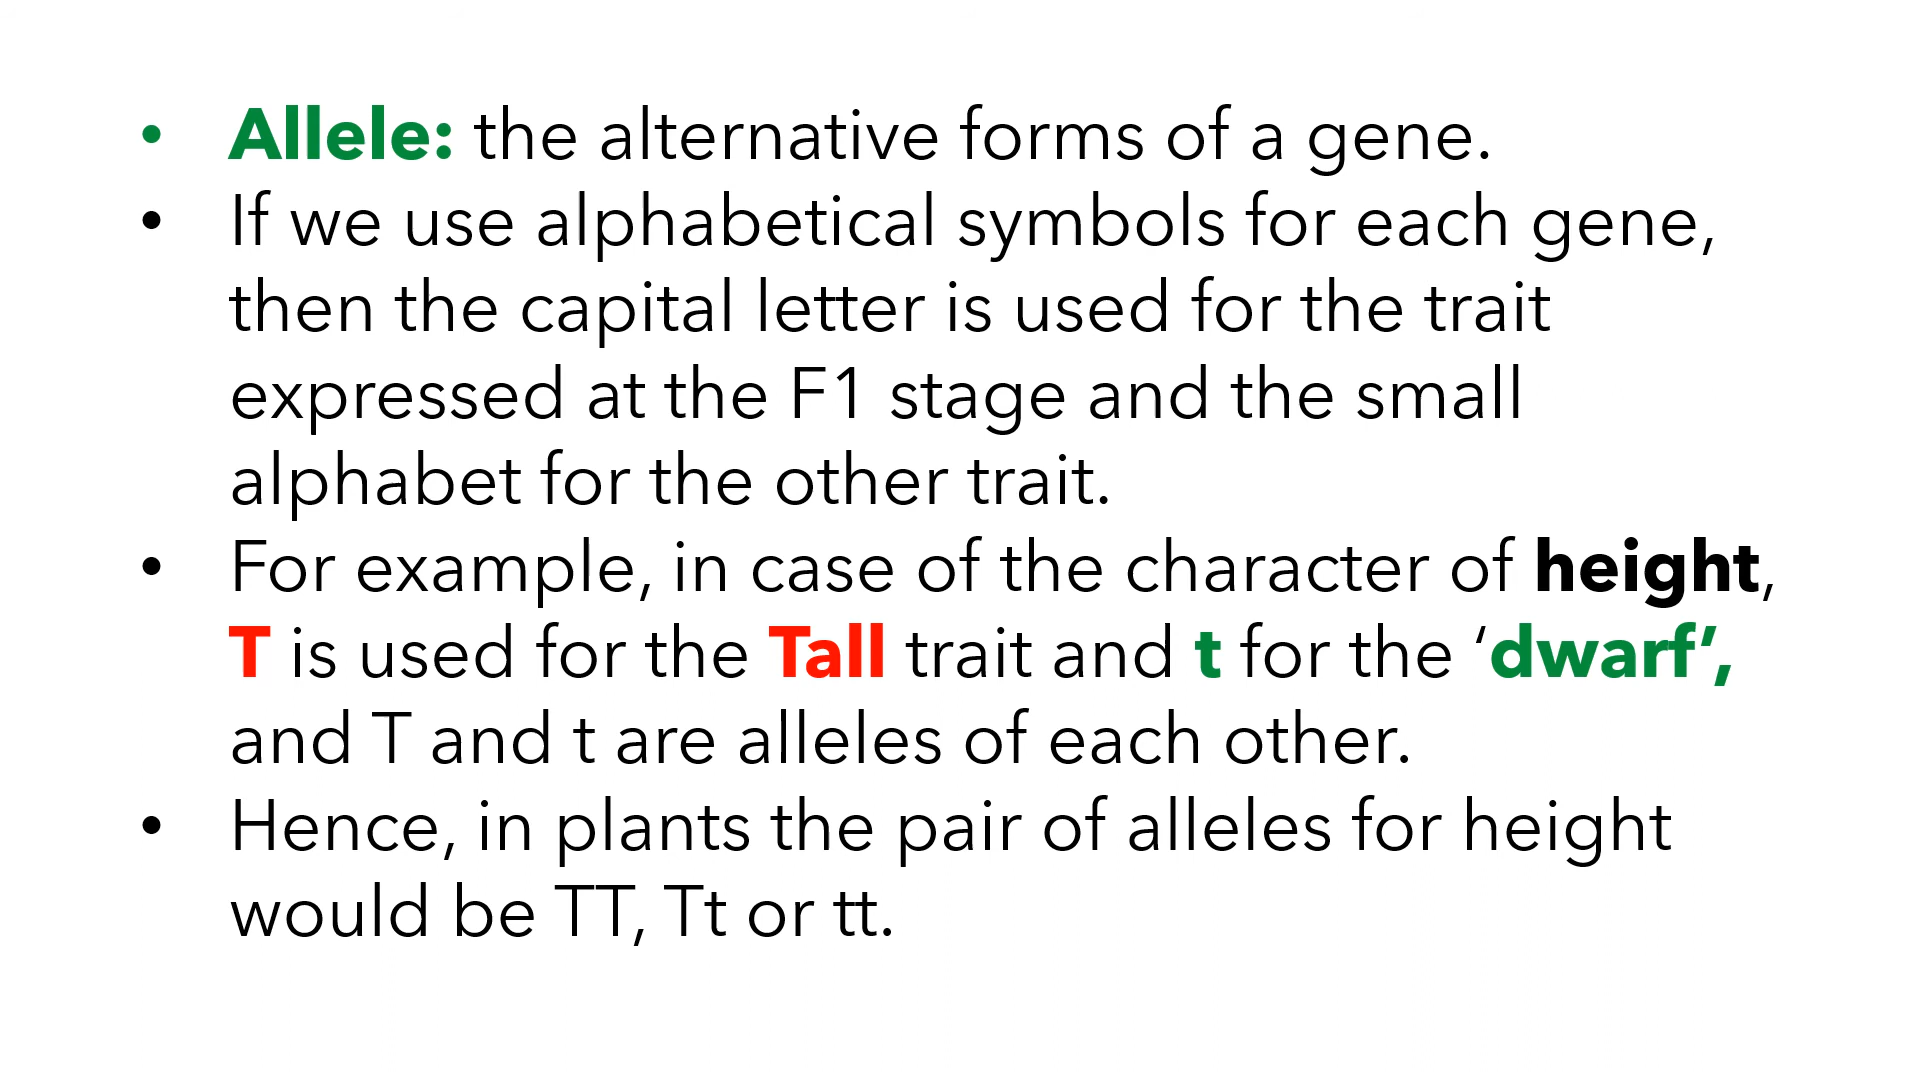 • Allele: the alternative forms of a gene.
• If we use alphabetical symbols for each gene,
then the capital letter is used for the trait
expressed at the F1 stage and the small
alphabet for the other trait.
• For example, in case of the character of height,
T is used for the Tall trait and t for the ‘dwarf’,
and T and t are alleles of each other.
• Hence, in plants the pair of alleles for height
would be TT, Tt or tt.